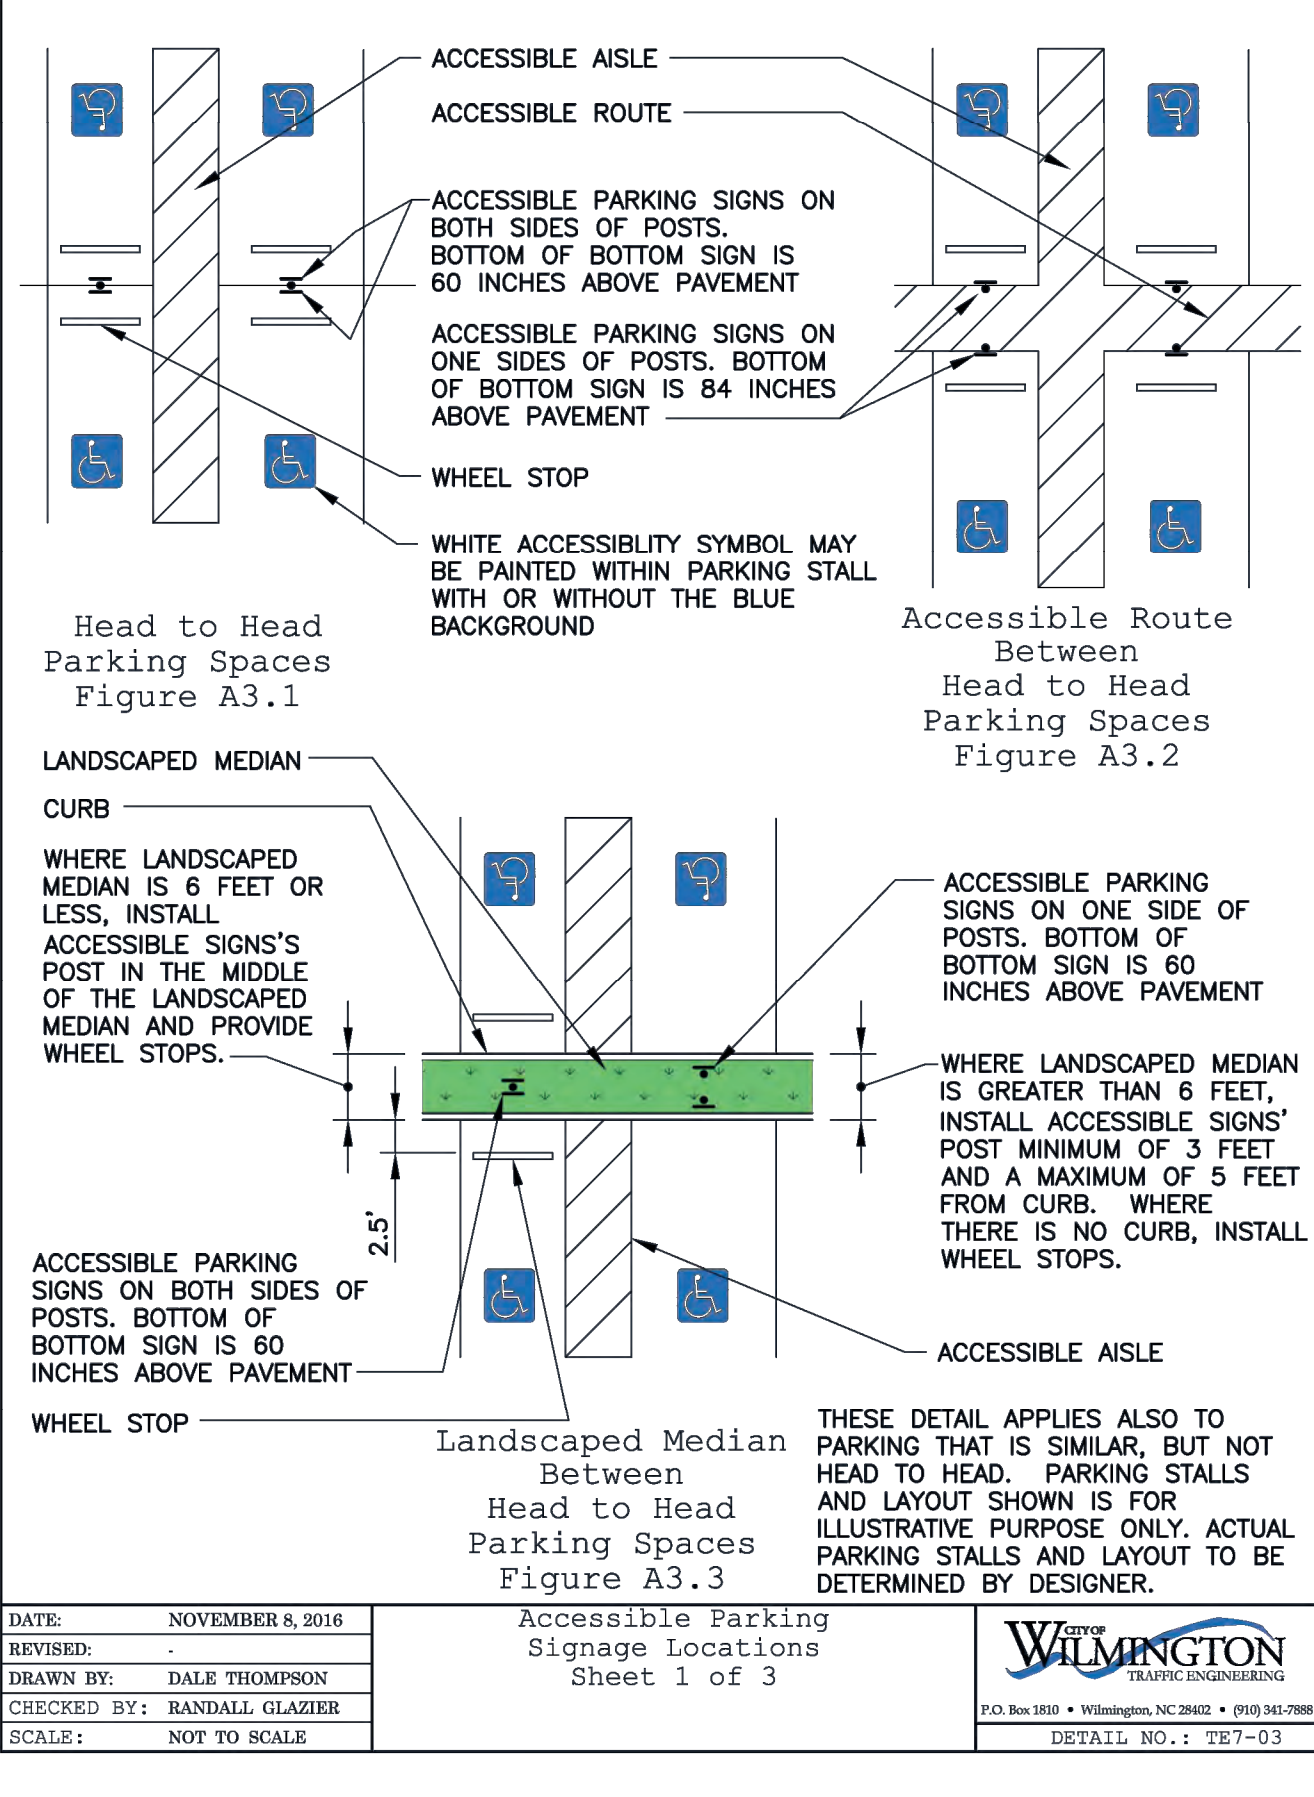 ACCESSIBLE AISLE
ACCESSIBLE ROUTE
ACCESSIBLE PARKING SIGNS ON
BOTH SIDES OF POSTS.
BOTTOM OF BOTTOM SIGN IS
60 INCHES ABOVE PAVEMENT
ACCESSIBLE PARKING SIGNS ON
ONE SIDES OF POSTS. BOTTOM
OF BOTTOM SIGN IS 84 INCHES
ABOVE PAVEMENT
WHEEL STOP
WHITE ACCESSIBLITY SYMBOL MAY
BE PAINTED WITHIN PARKING STALL
WITH OR WITHOUT THE BLUE
BACKGROUND
Head to Head
Parking Spaces
Figure A3.1
Accessible Route
Between
Head to Head
Parking Spaces
Figure A3.2
LANDSCAPED MEDIAN
CURB
WHERE LANDSCAPED
MEDIAN IS 6 FEET OR
LESS, INSTALL
ACCESSIBLE SIGNS'S
POST IN THE MIDDLE
OF THE LANDSCAPED
MEDIAN AND PROVIDE
WHEEL STOPS.
ACCESSIBLE PARKING
SIGNS ON ONE SIDE OF
POSTS. BOTTOM OF
BOTTOM SIGN IS 60
INCHES ABOVE PAVEMENT
WHERE LANDSCAPED MEDIAN
IS GREATER THAN 6 FEET,
INSTALL ACCESSIBLE SIGNS'
POST MINIMUM OF 3 FEET
AND A MAXIMUM OF 5 FEET
FROM CURB. WHERE
THERE IS NO CURB, INSTALL
WHEEL STOPS.
2.5'
ACCESSIBLE PARKING
SIGNS ON BOTH SIDES OF
POSTS. BOTTOM OF
BOTTOM SIGN IS 60
INCHES ABOVE PAVEMENT
WHEEL STOP
ACCESSIBLE AISLE
Landscaped Median
Between
Head to Head
Parking Spaces
Figure A3.3
THESE DETAIL APPLIES ALSO TO
PARKING THAT IS SIMILAR, BUT NOT
HEAD TO HEAD. PARKING STALLS
AND LAYOUT SHOWN IS FOR
ILLUSTRATIVE PURPOSE ONLY. ACTUAL
PARKING STALLS AND LAYOUT TO BE
DETERMINED BY DESIGNER.
DATE: NOVEMBER 8, 2016
REVISED: -
DRAWN BY: DALE THOMPSON
CHECKED BY: RANDALL GLAZIER
SCALE: NOT TO SCALE
Accessible Parking
Signage Locations
Sheet 1 of 3
CITY OF
WILMINGTON
TRAFFIC ENGINEERING
P.O. Box 1810 • Wilmington, NC 28402 • (910) 341-7888
DETAIL NO.: TE7-03